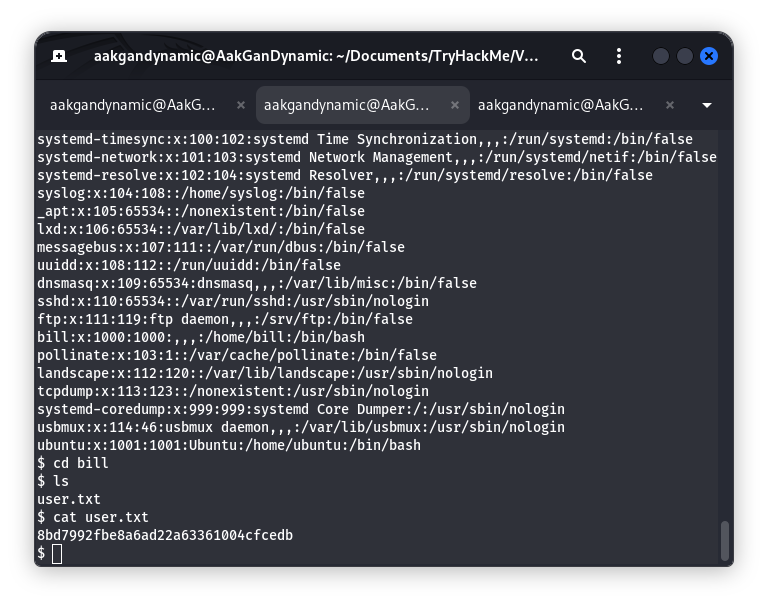 aakgandynamic@AakGanDynamic: ~/Documents/TryHackMe/V...
aakgandynamic@AakG... × aakgandynamic@AakG... × aakgandynamic@AakG... ×
systemd-timesync:x:100:102:systemd Time Synchronization,,,:/run/systemd:/bin/false
systemd-network:x:101:103:systemd Network Management,,,:/run/systemd/netif:/bin/false
systemd-resolve:x:102:104:systemd Resolver,,,:/run/systemd/resolve:/bin/false
syslog:x:104:108::/home/syslog:/bin/false
_apt:x:105:65534::/nonexistent:/bin/false
lxd:x:106:65534::/var/lib/lxd/:/bin/false
messagebus:x:107:111::/var/run/dbus:/bin/false
uuidd:x:108:112::/run/uuidd:/bin/false
dnsmasq:x:109:65534:dnsmasq,,,:/var/lib/misc:/bin/false
sshd:x:110:65534::/var/run/sshd:/usr/sbin/nologin
ftp:x:111:119:ftp daemon,,,:/srv/ftp:/bin/false
bill:x:1000:1000:,,,:/home/bill:/bin/bash
pollinate:x:103:1::/var/cache/pollinate:/bin/false
landscape:x:112:120::/var/lib/landscape:/usr/sbin/nologin
tcpdump:x:113:123::/nonexistent:/usr/sbin/nologin
systemd-coredump:x:999:999:systemd Core Dumper:/:/usr/sbin/nologin
usbmux:x:114:46:usbmux daemon,,,:/var/lib/usbmux:/usr/sbin/nologin
ubuntu:x:1001:1001:Ubuntu:/home/ubuntu:/bin/bash
$ cd bill
$ ls
user.txt
$ cat user.txt
8bd7992fbe8a6ad22a63361004cfcedb
$